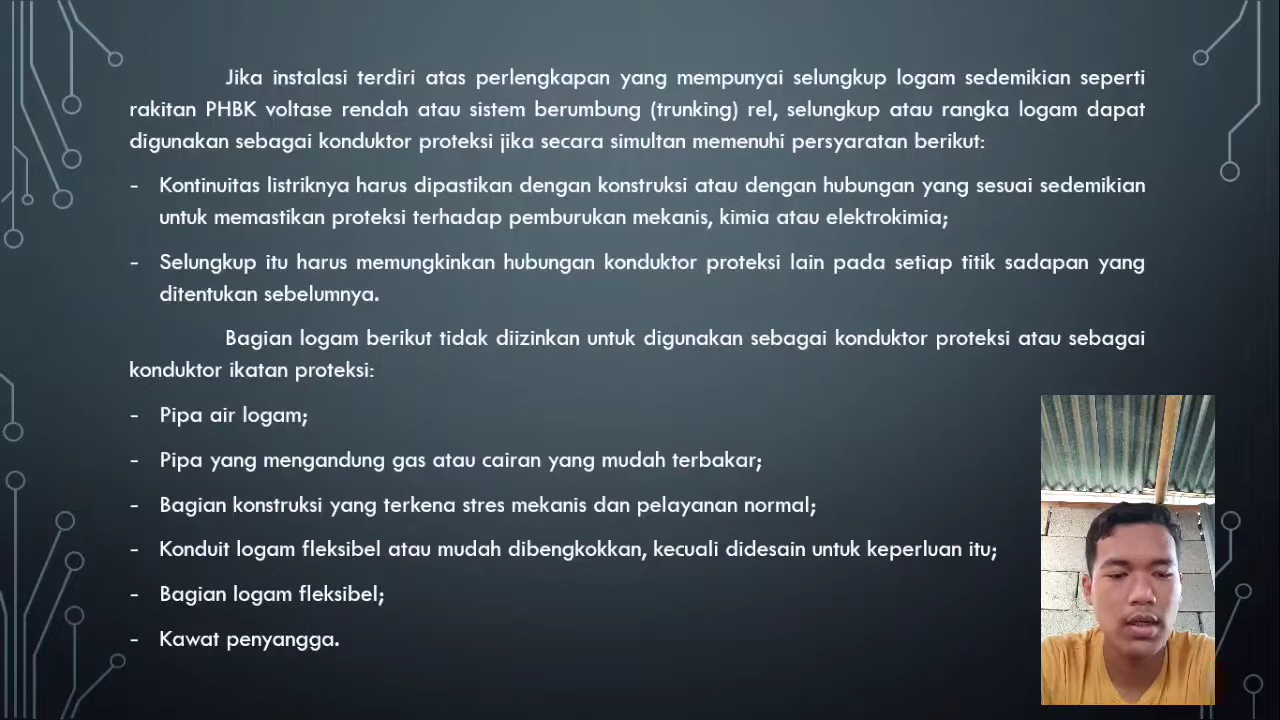 Jika instalasi terdiri atas perlengkapan yang mempunyai selungkup logam sedemikian seperti
rakitan PHBK voltase rendah atau sistem berumbung (trunking) rel, selungkup atau rangka logam dapat
digunakan sebagai konduktor proteksi jika secara simultan memenuhi persyaratan berikut:
- Kontinuitas listriknya harus dipastikan dengan konstruksi atau dengan hubungan yang sesuai sedemikian
untuk memastikan proteksi terhadap pemburukan mekanis, kimia atau elektrokimia;
- Selungkup itu harus memungkinkan hubungan konduktor proteksi lain pada setiap titik sadapan yang
ditentukan sebelumnya.
Bagian logam berikut tidak diizinkan untuk digunakan sebagai konduktor proteksi atau sebagai
konduktor ikatan proteksi:
- Pipa air logam;
- Pipa yang mengandung gas atau cairan yang mudah terbakar;
- Bagian konstruksi yang terkena stres mekanis dan pelayanan normal;
- Konduit logam fleksibel atau mudah dibengkokkan, kecuali didesain untuk keperluan itu;
- Bagian logam fleksibel;
- Kawat penyangga.